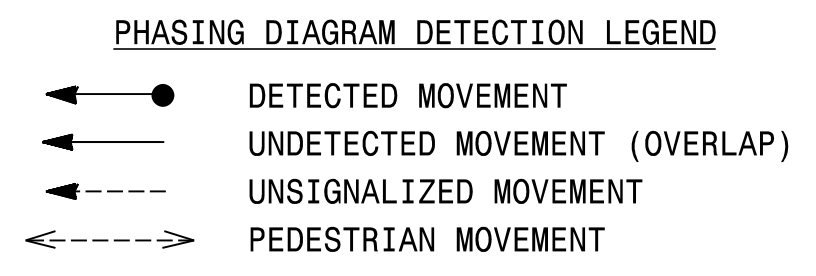 PHASING DIAGRAM DETECTION LEGEND
DETECTED MOVEMENT
UNDETECTED MOVEMENT (OVERLAP)
UNSIGNALIZED MOVEMENT
PEDESTRIAN MOVEMENT